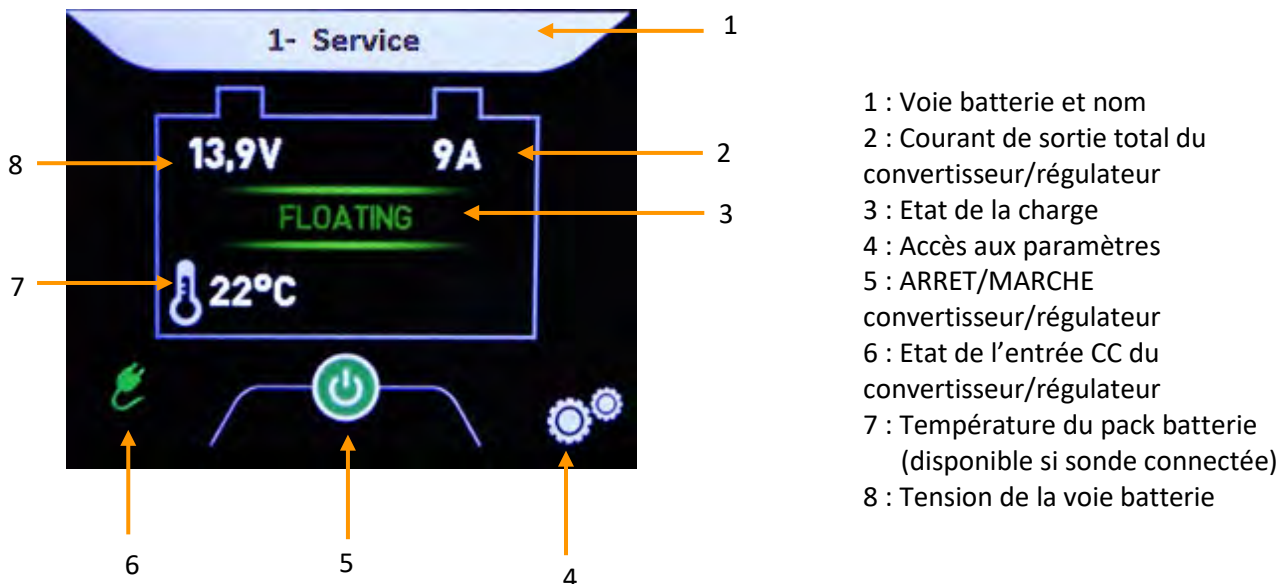 1- Service
1
13,9V
9A
8
2
FLOATING
3
7
22°C
6
5
4
1 : Voie batterie et nom
2 : Courant de sortie total du
convertisseur/régulateur
3 : Etat de la charge
4 : Accès aux paramètres
5 : ARRET/MARCHE
convertisseur/régulateur
6 : Etat de l’entrée CC du
convertisseur/régulateur
7 : Température du pack batterie
(disponible si sonde connectée)
8 : Tension de la voie batterie